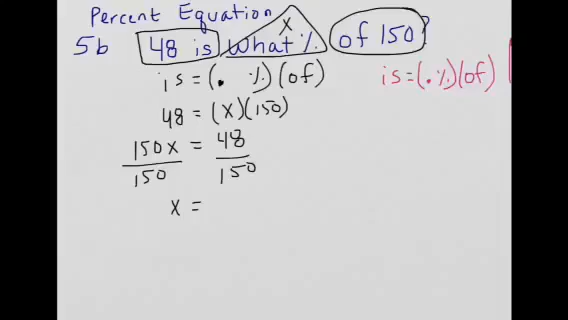 Percent Equation
x
5b 48 is what % of 150?
is = (. %)(of)
is = (. %)(of)
48 = (x)(150)
150x = 48
150 150
x =